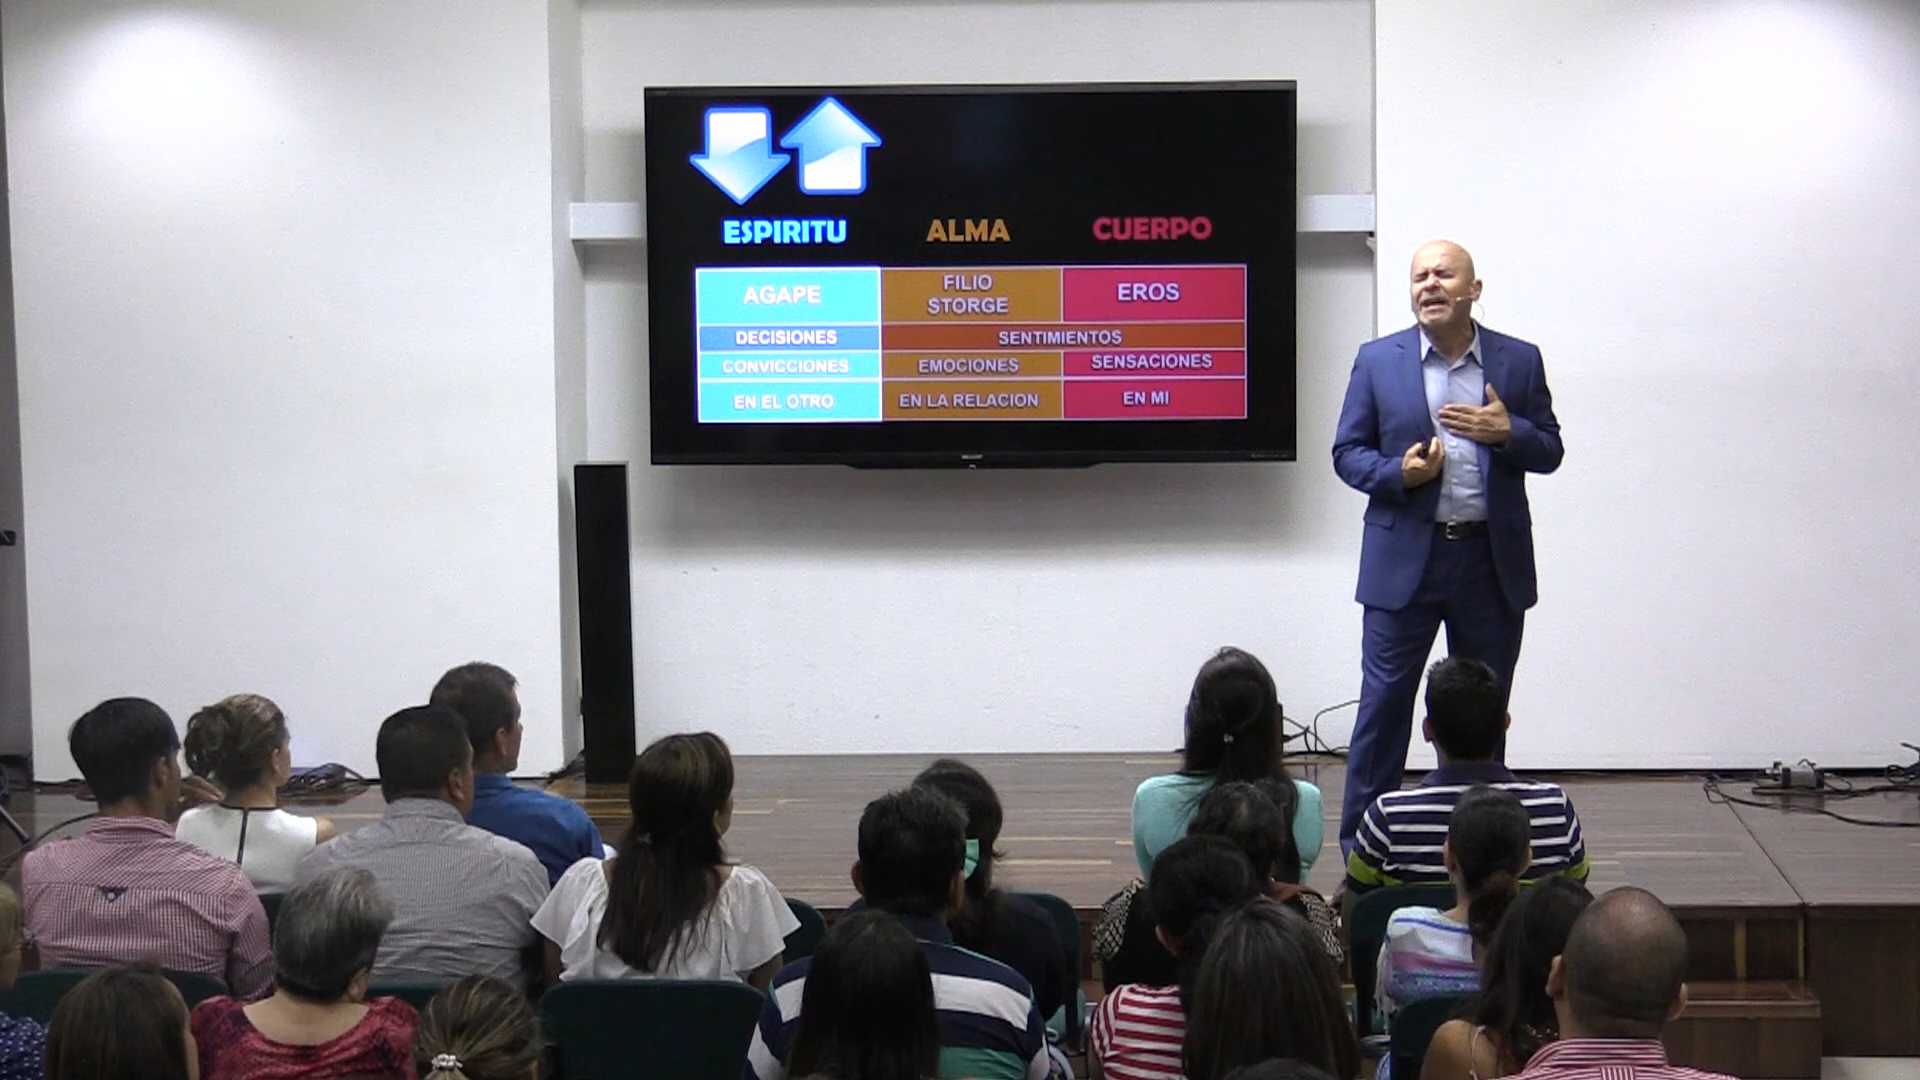 ESPIRITU ALMA CUERPO
AGAPE FILIO STORGE EROS
DECISIONES SENTIMIENTOS
CONVICCIONES EMOCIONES SENSACIONES
EN EL OTRO EN LA RELACION EN MI